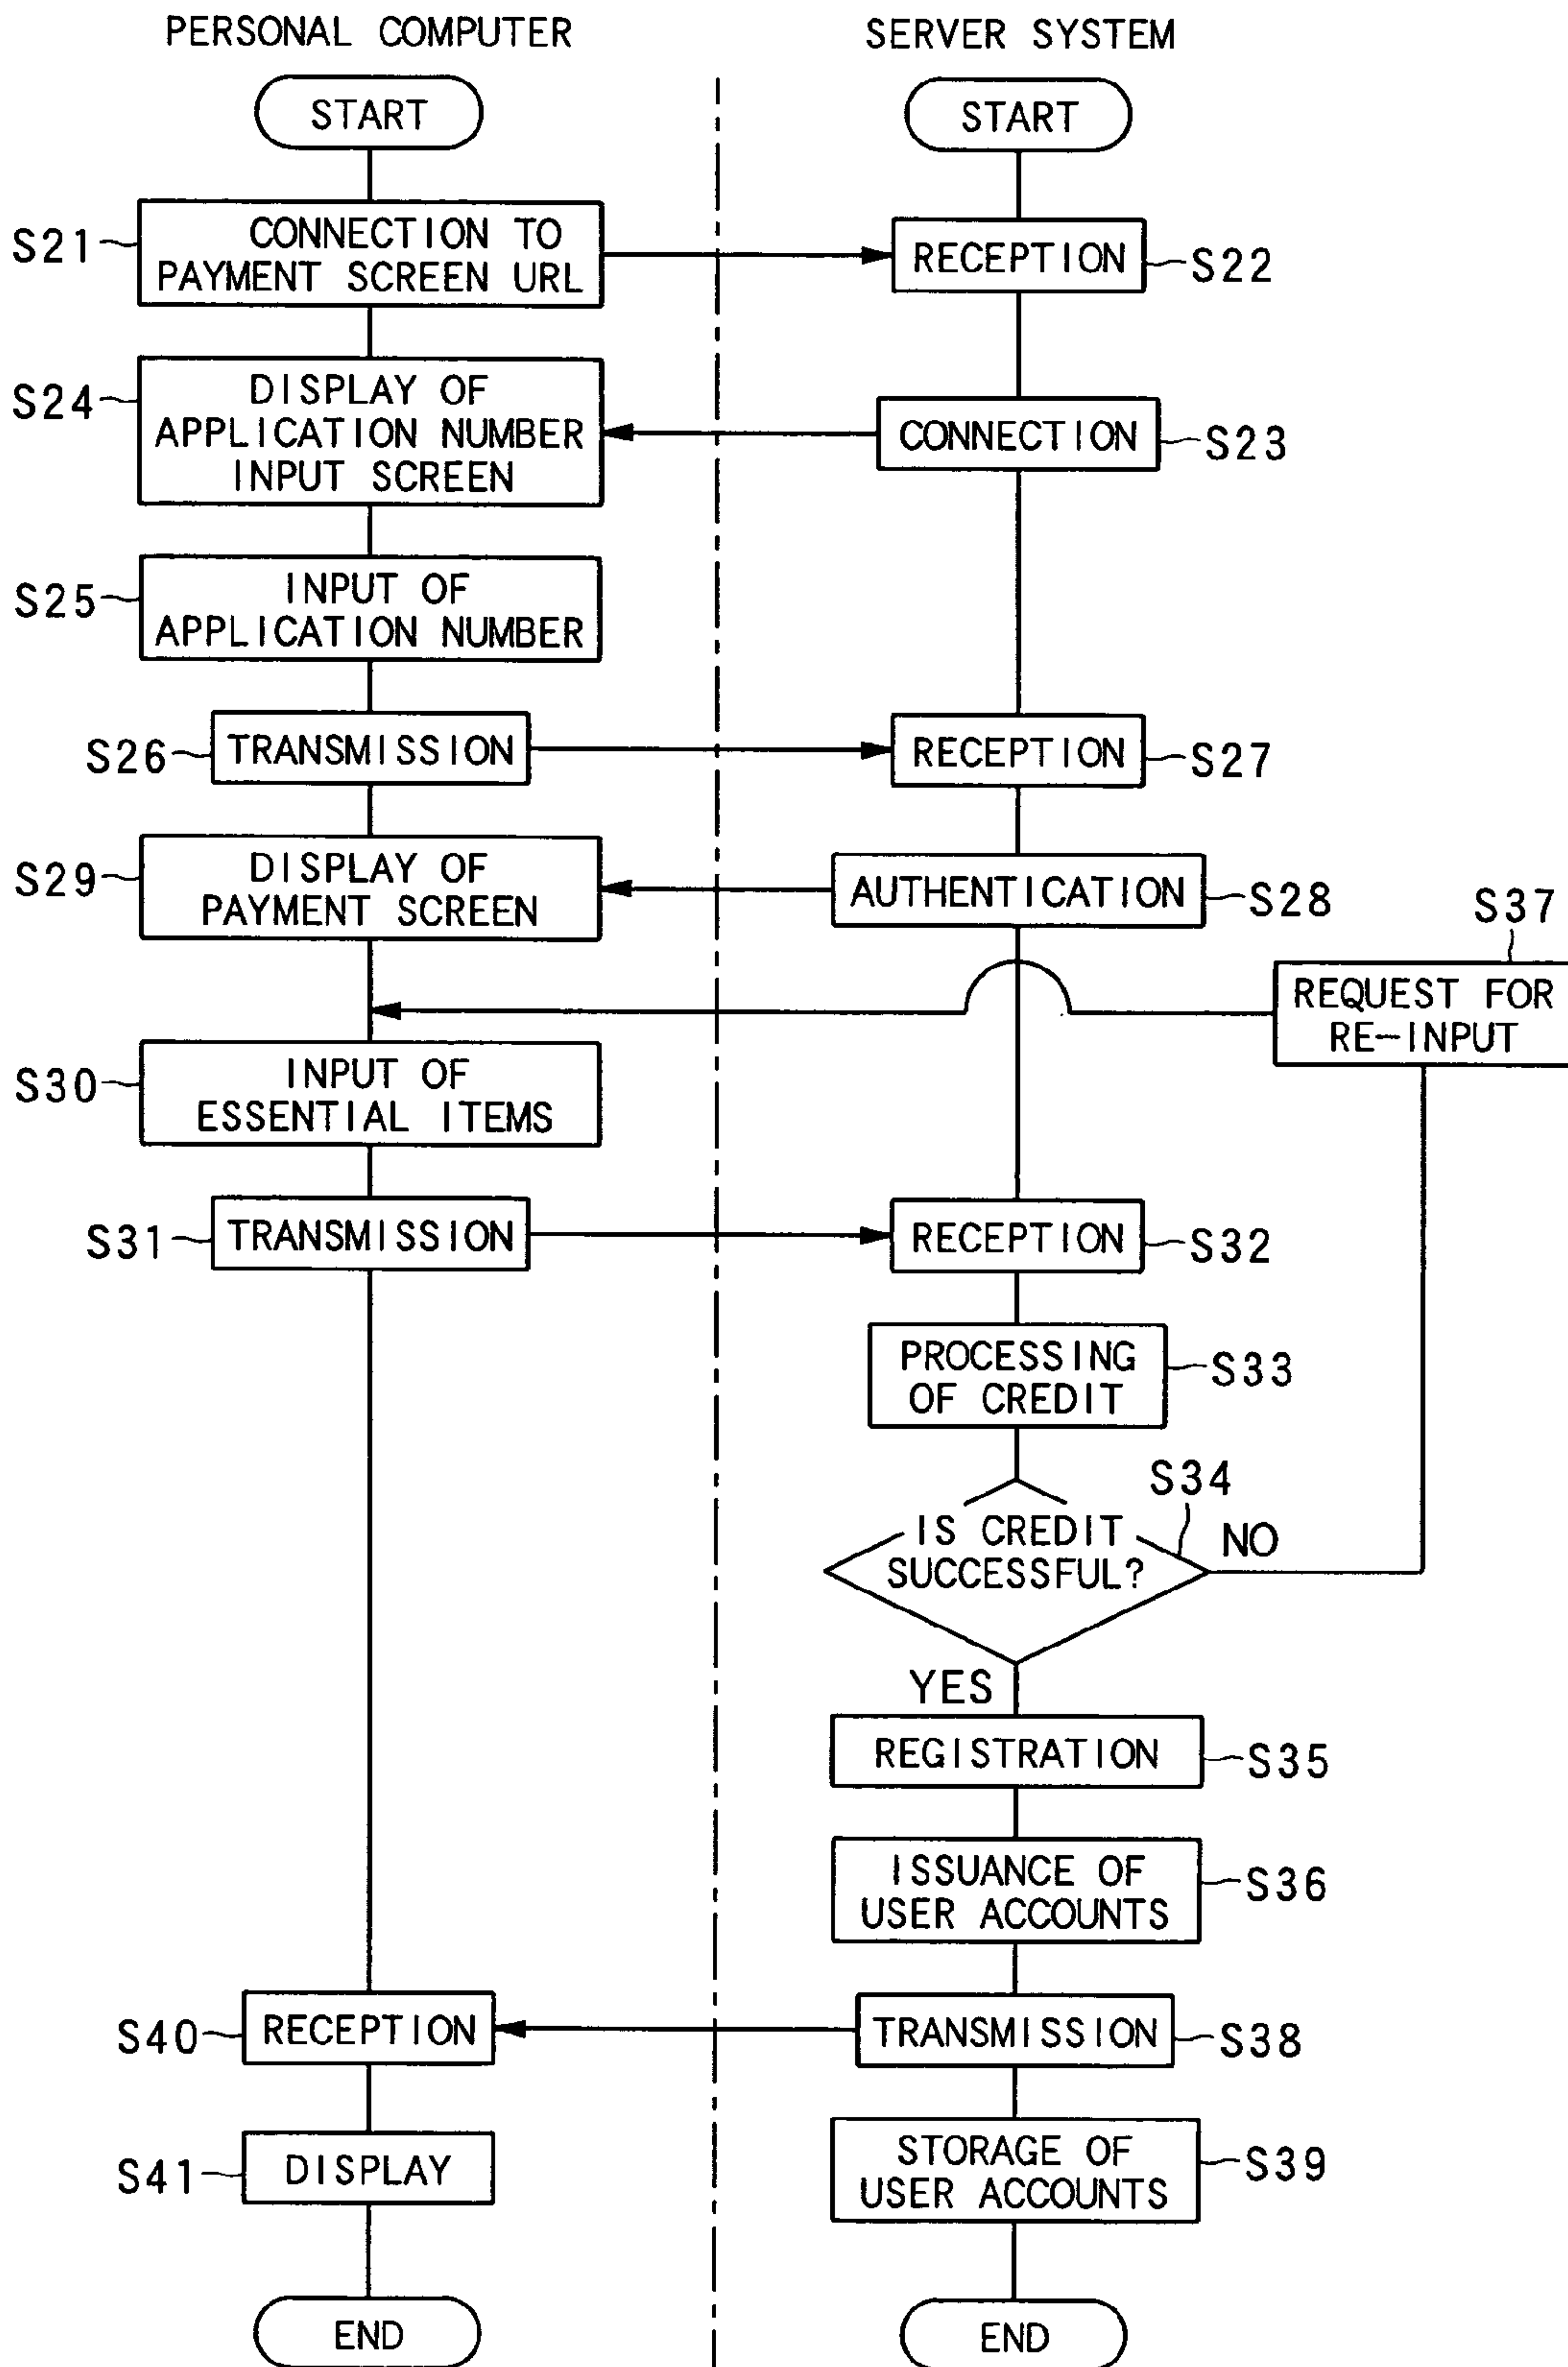 PERSONAL COMPUTER
SERVER SYSTEM
START
START
S21
CONNECTION TO
PAYMENT SCREEN URL
RECEPTION
S22
S24
DISPLAY OF
APPLICATION NUMBER
INPUT SCREEN
CONNECTION
S23
S25
INPUT OF
APPLICATION NUMBER
S26
TRANSMISSION
RECEPTION
S27
S29
DISPLAY OF
PAYMENT SCREEN
AUTHENTICATION
S28
S37
REQUEST FOR
RE-INPUT
S30
INPUT OF
ESSENTIAL ITEMS
S31
TRANSMISSION
RECEPTION
S32
PROCESSING
OF CREDIT
S33
S34
IS CREDIT
SUCCESSFUL?
NO
YES
REGISTRATION
S35
ISSUANCE OF
USER ACCOUNTS
S36
S40
RECEPTION
TRANSMISSION
S38
S41
DISPLAY
STORAGE OF
USER ACCOUNTS
S39
END
END